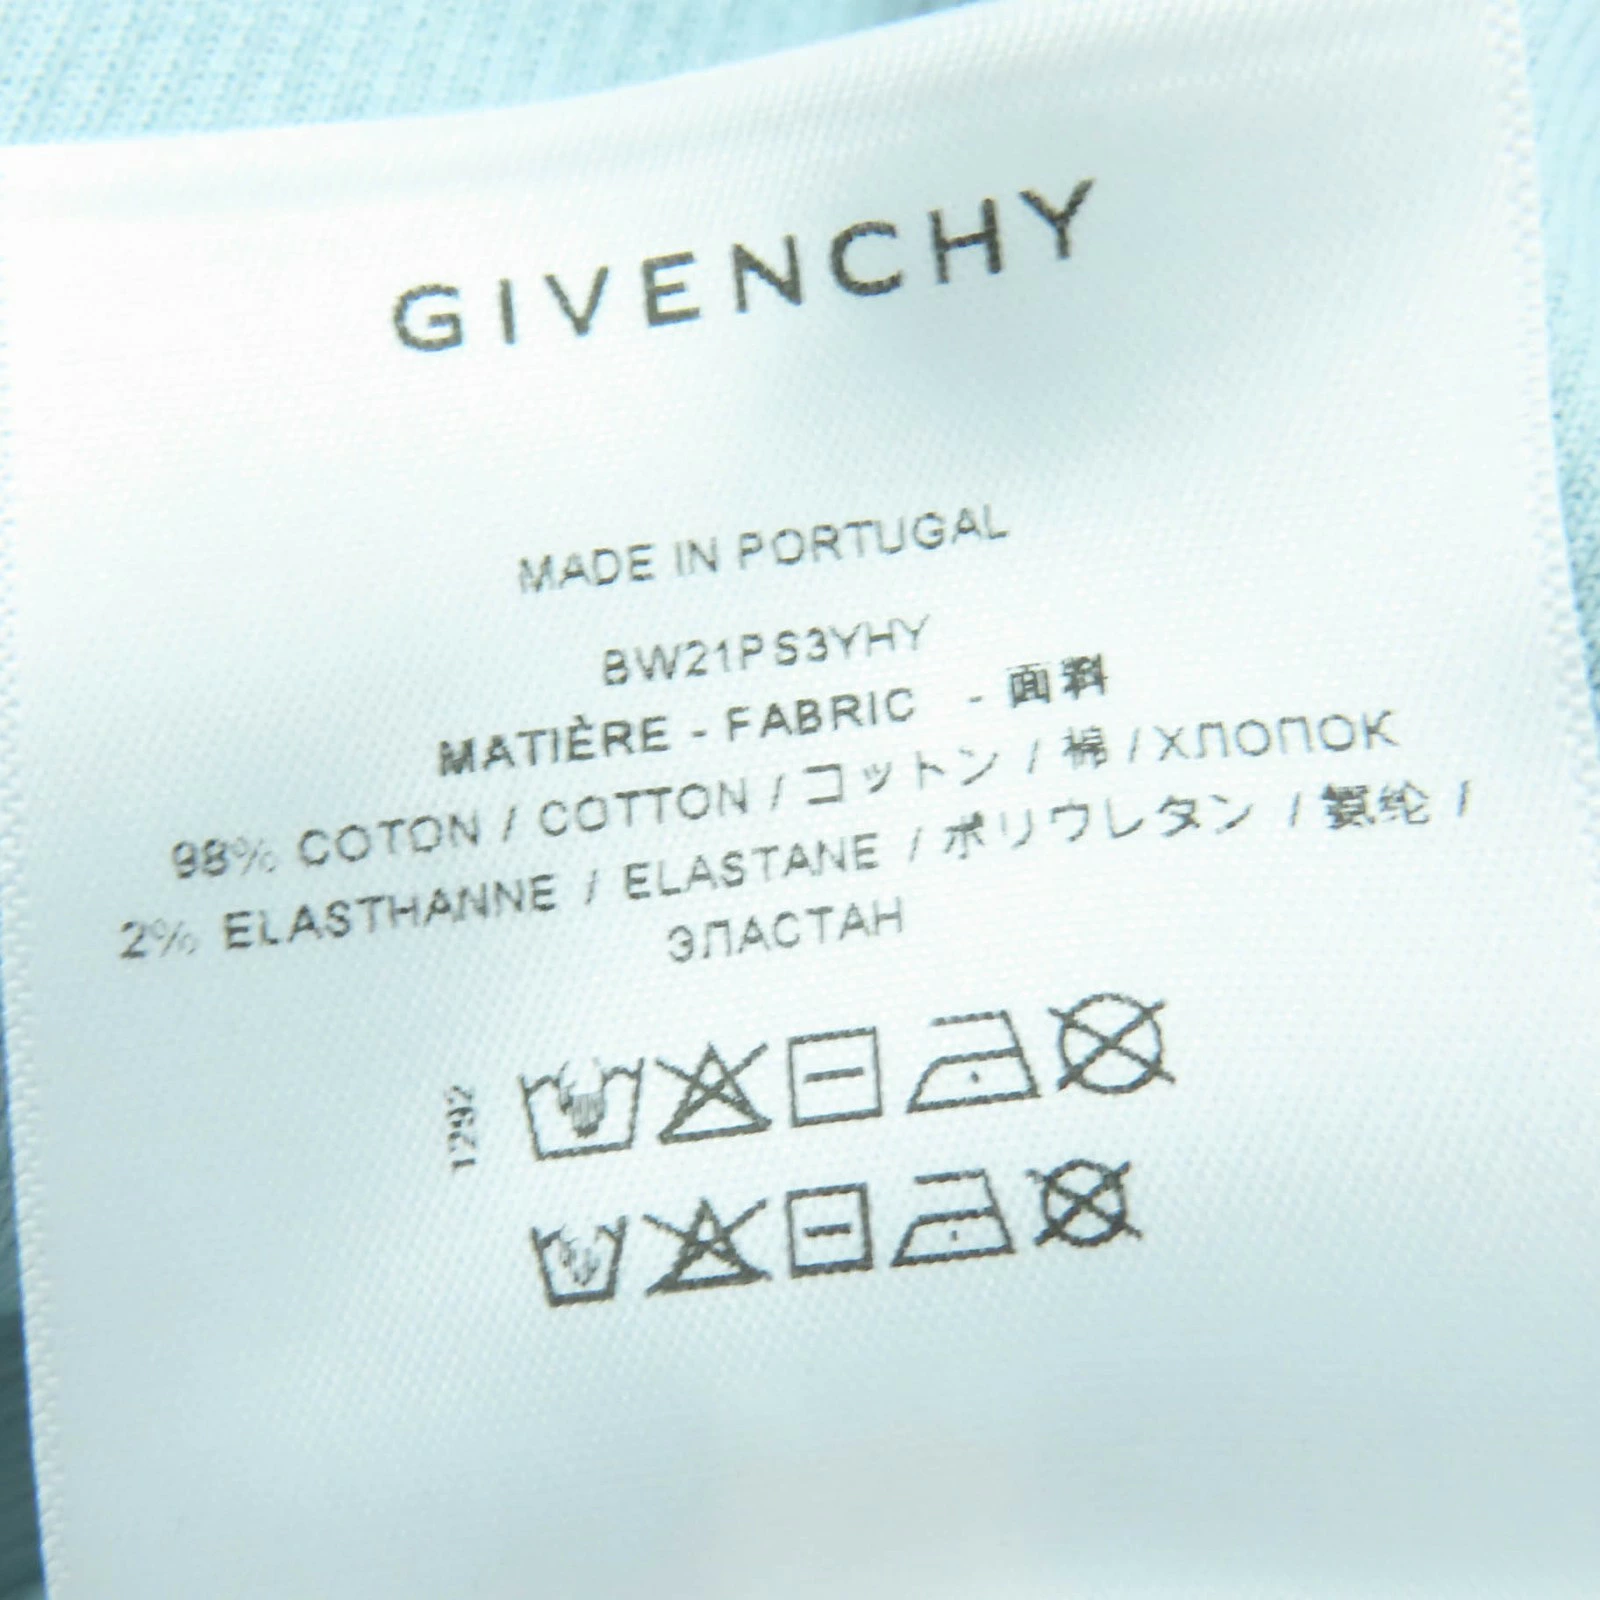 GIVENCHY
MADE IN PORTUGAL
BW21PS3YHY
MATIÈRE - FABRIC - 面料
98% COTON / COTTON / コットン / 棉 / ХЛОПОК
2% ELASTHANNE / ELASTANE / ポリウレタン / 氨纶 /
ЭЛАСТАН
1292